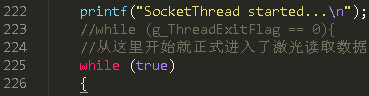 222 printf("SocketThread started...\n");
223 //while (g_ThreadExitFlag == 0){
224 //从这里开始就正式进入了激光读取数据
225 while (true)
226 {